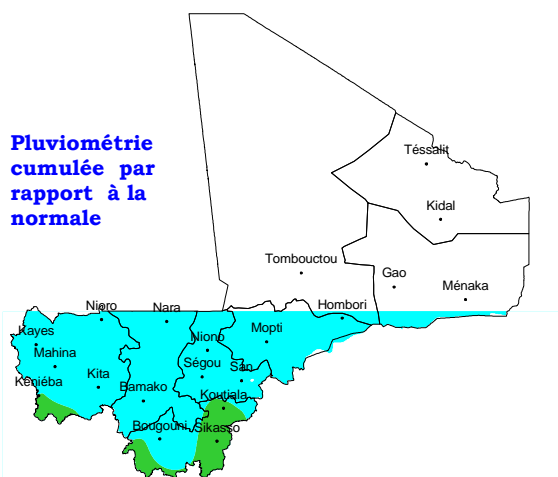 Pluviométrie
cumulée par
rapport à la
normale
Téssalit
Kidal
Tombouctou
Gao
Ménaka
Hombori
Nioro
Nara
Kayes
Niono
Mopti
Mahina
Ségou
San
Kéniéba
Kita
Bamako
Koutiala
Bougouni
Sikasso